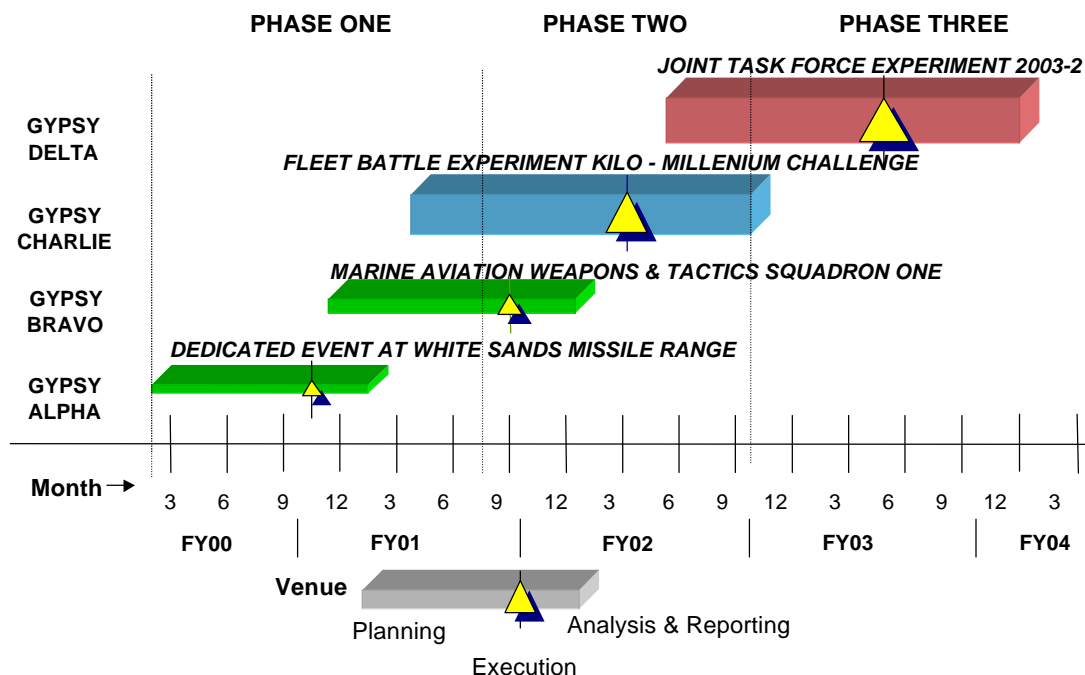 PHASE ONE PHASE TWO PHASE THREE
JOINT TASK FORCE EXPERIMENT 2003-2
GYPSY
DELTA
FLEET BATTLE EXPERIMENT KILO - MILLENIUM CHALLENGE
GYPSY
CHARLIE
MARINE AVIATION WEAPONS & TACTICS SQUADRON ONE
GYPSY
BRAVO
DEDICATED EVENT AT WHITE SANDS MISSILE RANGE
GYPSY
ALPHA
Month →
3 6 9 12 3 6 9 12 3 6 9 12 3 6 9 12 3
FY00 FY01 FY02 FY03 FY04
Venue
Planning Analysis & Reporting
Execution